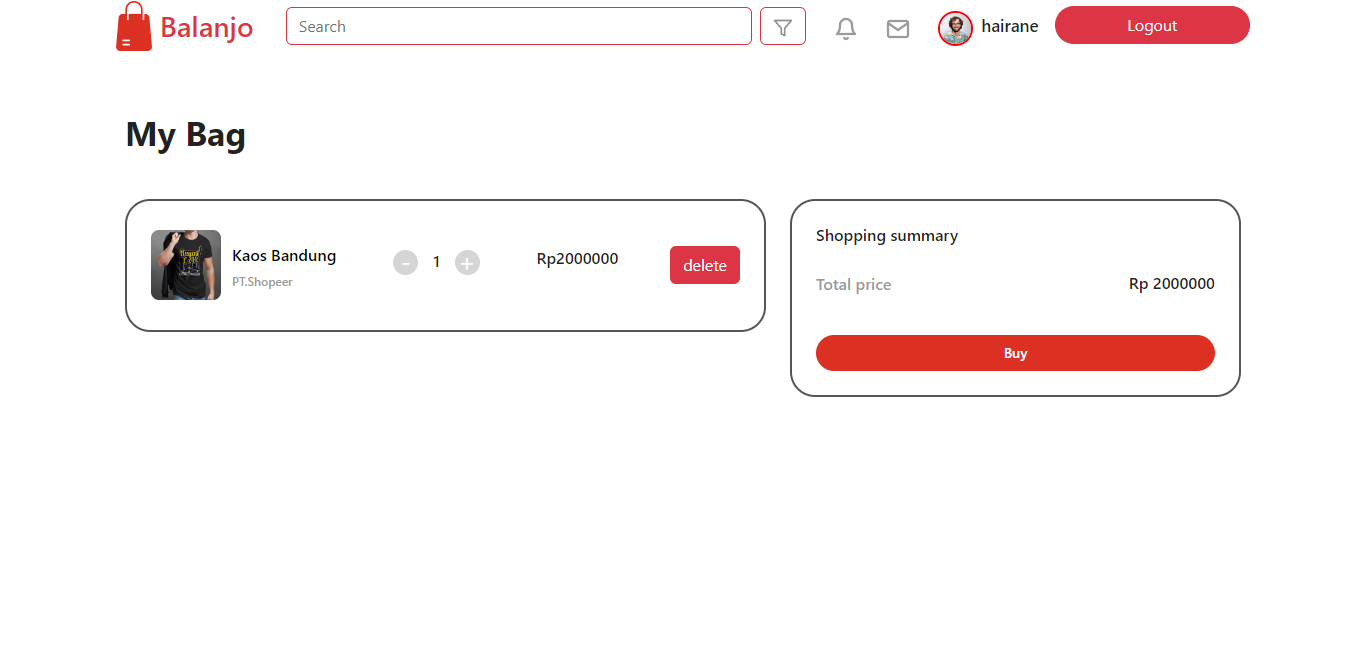 Balanjo
Search
hairane
Logout
My Bag
Kaos Bandung
PT.Shopeer
-
1
+
Rp2000000
delete
Shopping summary
Total price
Rp 2000000
Buy